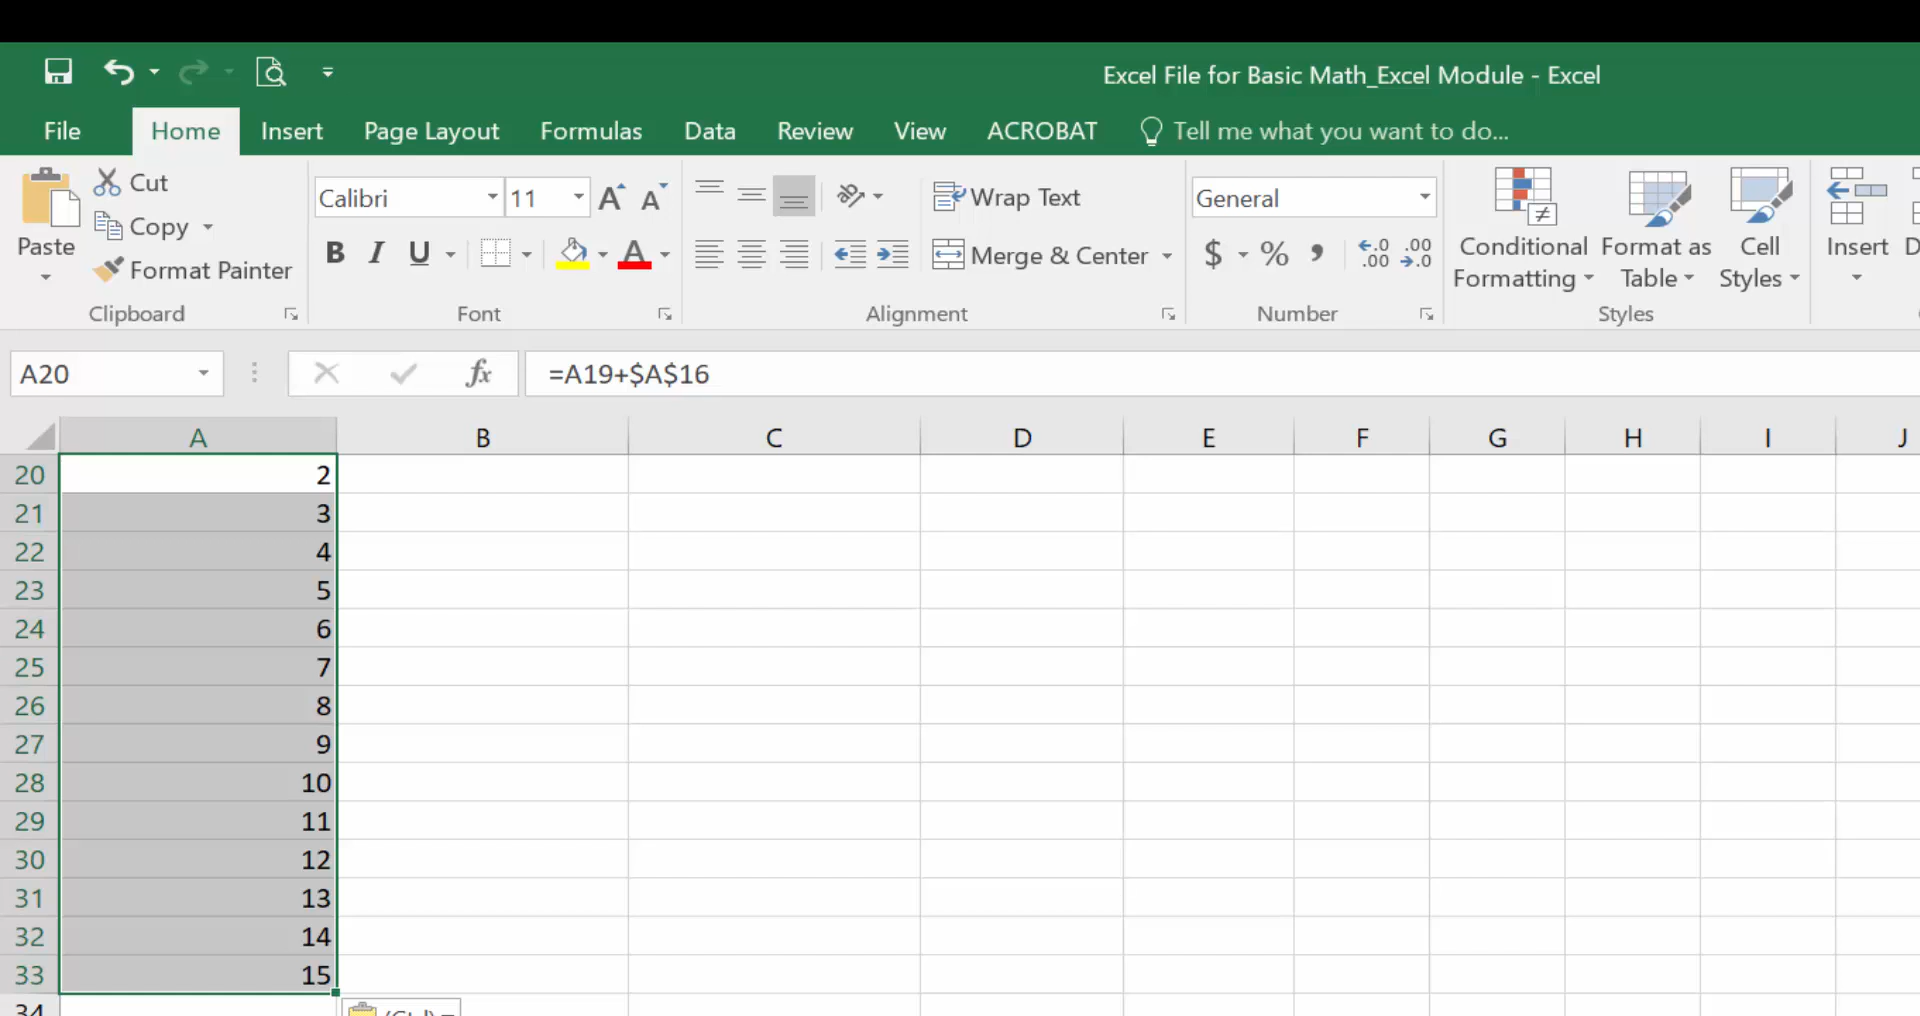 Excel File for Basic Math_Excel Module - Excel
File Home Insert Page Layout Formulas Data Review View ACROBAT Tell me what you want to do...
Paste
Cut
Copy
Format Painter
Clipboard
Calibri 11
B I U A
Font
Wrap Text
Merge & Center
Alignment
General
$ % ,
Number
Conditional Formatting
Format as Table
Cell Styles
Styles
Insert
A20 fx =A19+$A$16
A B C D E F G H I J
20 2
21 3
22 4
23 5
24 6
25 7
26 8
27 9
28 10
29 11
30 12
31 13
32 14
33 15
34